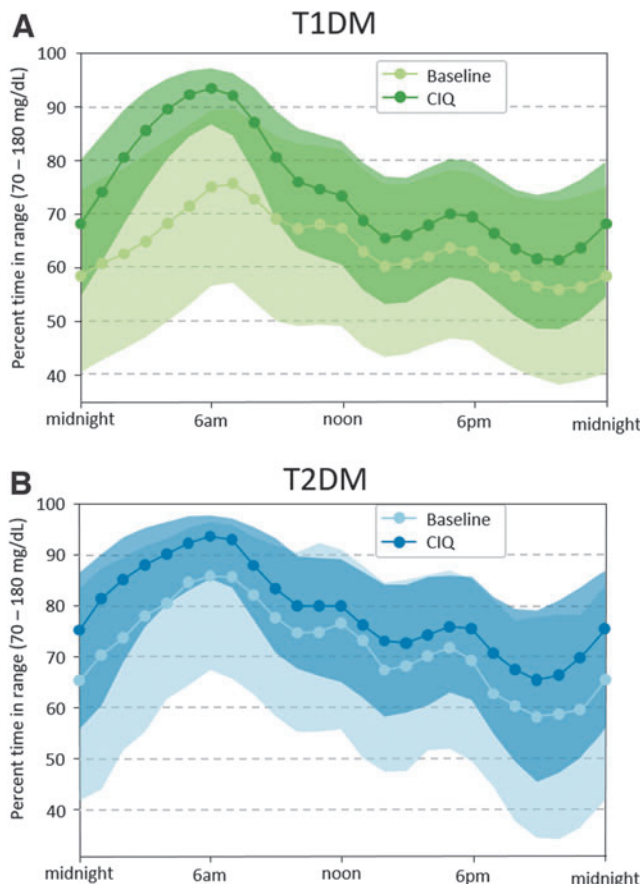 A
T1DM
Percent time in range (70 – 180 mg/dL)
100
90
80
70
60
50
40
Baseline
CIQ
midnight
6am
noon
6pm
midnight
B
T2DM
Percent time in range (70 – 180 mg/dL)
100
90
80
70
60
50
40
Baseline
CIQ
midnight
6am
noon
6pm
midnight